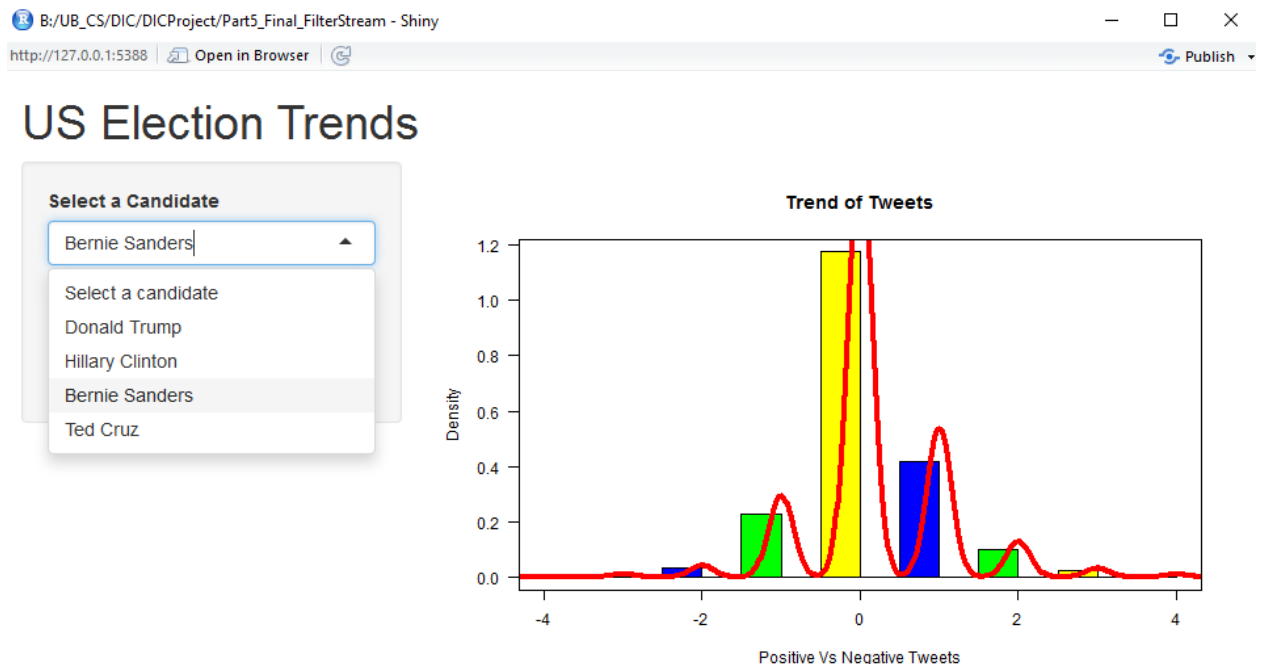 B:/UB_CS/DIC/DICProject/Part5_Final_FilterStream - Shiny
http://127.0.0.1:5388 Open in Browser Publish
US Election Trends
Select a Candidate
Bernie Sanders
Select a candidate
Donald Trump
Hillary Clinton
Bernie Sanders
Ted Cruz
Trend of Tweets
1.2
1.0
0.8
0.6
0.4
0.2
0.0
Density
-4 -2 0 2 4
Positive Vs Negative Tweets